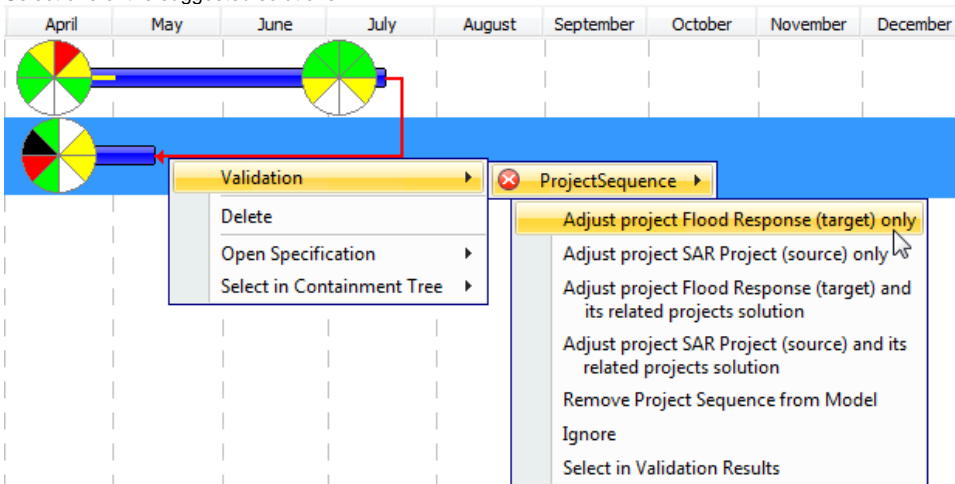 April May June July August September October November December
Validation
ProjectSequence
Delete
Open Specification
Select in Containment Tree
Adjust project Flood Response (target) only
Adjust project SAR Project (source) only
Adjust project Flood Response (target) and
its related projects solution
Adjust project SAR Project (source) and its
related projects solution
Remove Project Sequence from Model
Ignore
Select in Validation Results